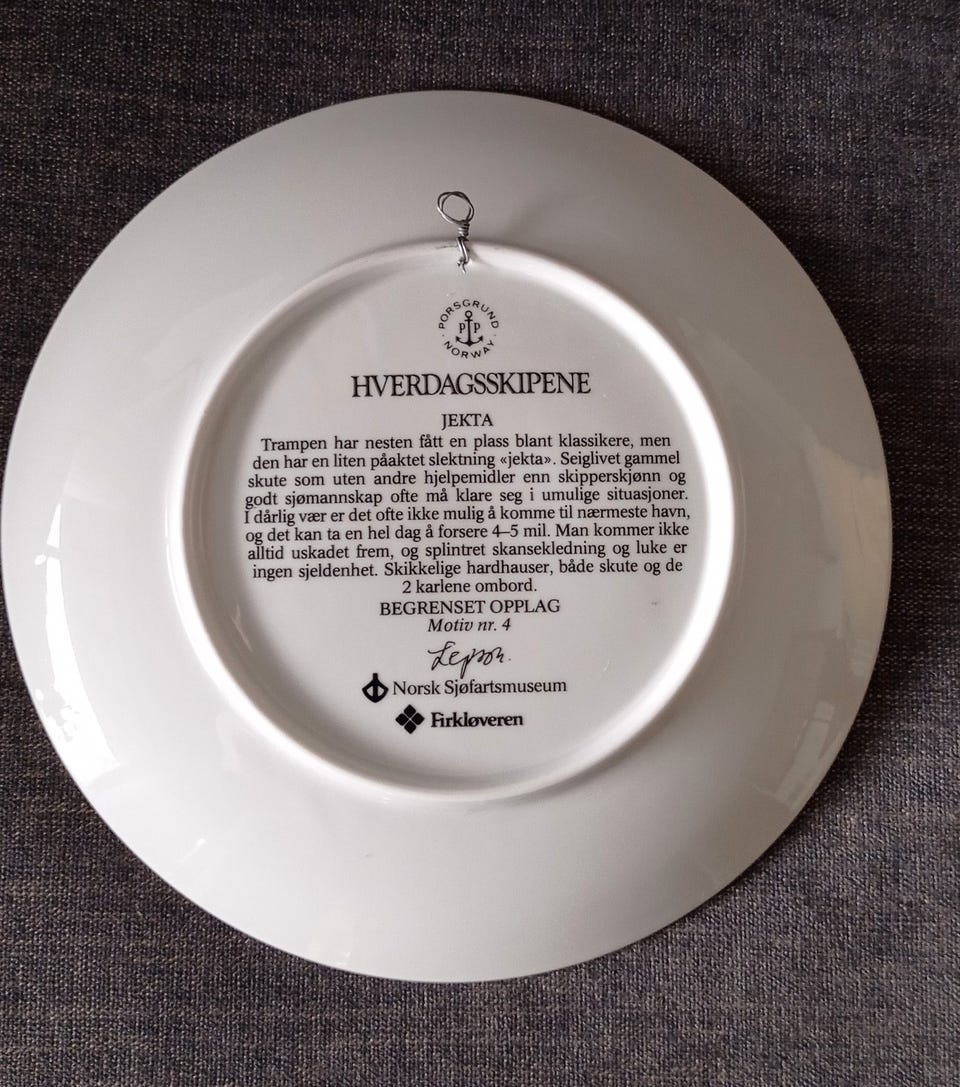 PORSGRUND
P P
NORWAY
HVERDAGSSKIPENE
JEKTA
Trampen har nesten fått en plass blant klassikere, men
den har en liten påaktet slektning «jekta». Seiglivet gammel
skute som uten andre hjelpemidler enn skipperskjønn og
godt sjømannskap ofte må klare seg i umulige situasjoner.
I dårlig vær er det ofte ikke mulig å komme til nærmeste havn,
og det kan ta en hel dag å forsere 4–5 mil. Man kommer ikke
alltid uskadet frem, og splintret skansekledning og luke er
ingen sjeldenhet. Skikkelige hardhauser, både skute og de
2 karlene ombord.
BEGRENSET OPPLAG
Motiv nr. 4
Norsk Sjøfartsmuseum
Firkløveren